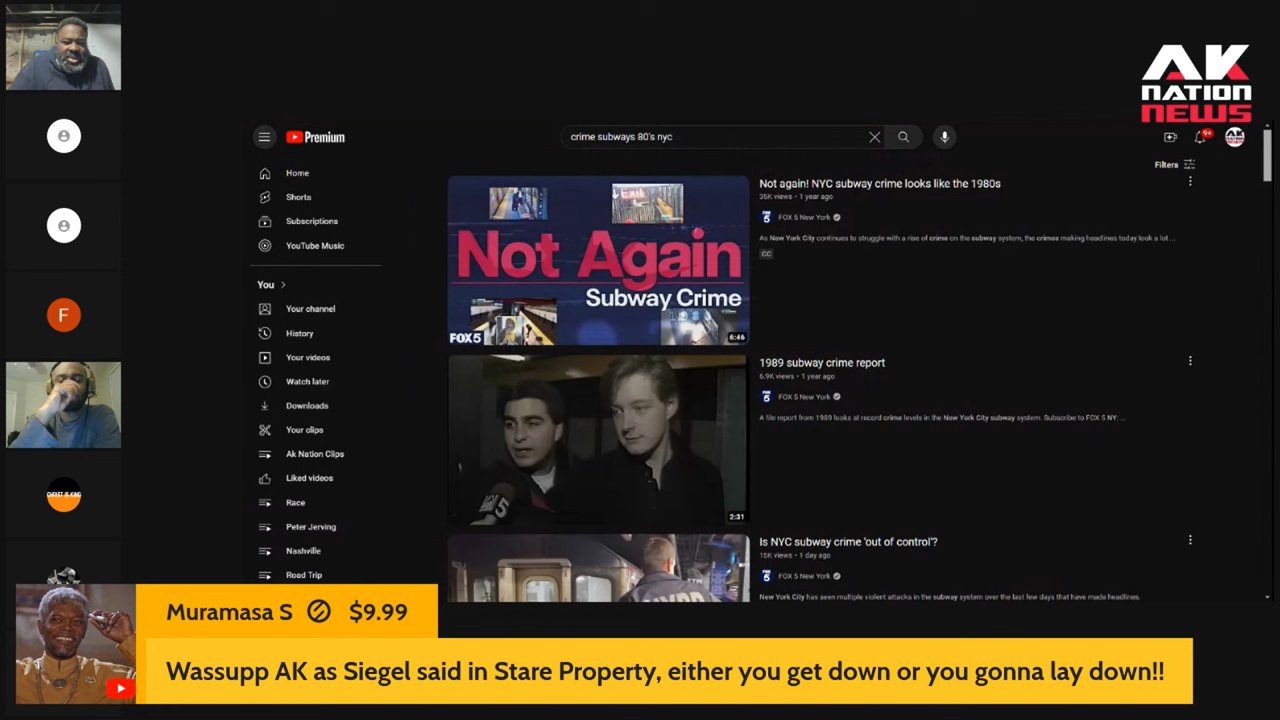 AK
NATION
NEWS
Premium
crime subways 80's nyc
9+
Filters
Home
Shorts
Subscriptions
YouTube Music
You
Your channel
History
Your videos
Watch later
Downloads
Your clips
Ak Nation Clips
Liked videos
Race
Peter Jerving
Nashville
Road Trip
Exit
Not Again
Subway Crime
FOX5
6:46
Not again! NYC subway crime looks like the 1980s
35K views • 1 year ago
FOX 5 New York
As New York City continues to struggle with a rise of crime on the subway system, the crimes making headlines today look a lot ...
CC
2:31
1989 subway crime report
6.9K views • 1 year ago
FOX 5 New York
A file report from 1989 looks at record crime levels in the New York City subway system. Subscribe to FOX 5 NY: ...
Is NYC subway crime 'out of control'?
15K views • 1 day ago
FOX 5 New York
New York City has seen multiple violent attacks in the subway system over the last few days that have made headlines.
F
CHRIST IS KING
Muramasa S $9.99
Wassupp AK as Siegel said in Stare Property, either you get down or you gonna lay down!!